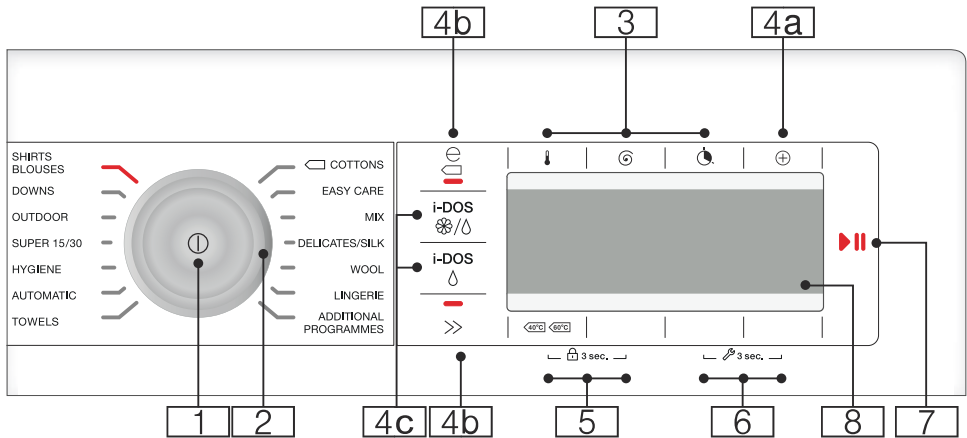 4b 3 4a
SHIRTS
BLOUSES
DOWNS
OUTDOOR
SUPER 15/30
HYGIENE
AUTOMATIC
TOWELS
COTTONS
EASY CARE
MIX
DELICATES/SILK
WOOL
LINGERIE
ADDITIONAL
PROGRAMMES
i-DOS
i-DOS
40°C 60°C
3 sec. 3 sec.
1 2 4c 4b 5 6 8 7